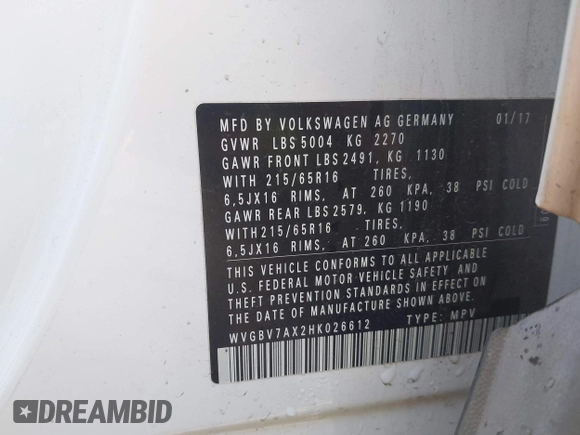 MFD BY VOLKSWAGEN AG GERMANY 01/17
GVWR LBS 5004 KG 2270
GAWR FRONT LBS 2491, KG 1130
WITH 215/65R16 TIRES,
6,5JX16 RIMS, AT 260 KPA, 38 PSI COLD
GAWR REAR LBS 2579, KG 1190
WITH 215/65R16 TIRES,
6,5JX16 RIMS, AT 260 KPA, 38 PSI COLD
THIS VEHICLE CONFORMS TO ALL APPLICABLE
U.S. FEDERAL MOTOR VEHICLE SAFETY AND
THEFT PREVENTION STANDARDS IN EFFECT ON
THE DATE OF MANUFACTURE SHOWN ABOVE.
WVGBV7AX2HK026612 TYPE: MPV
DREAMBID